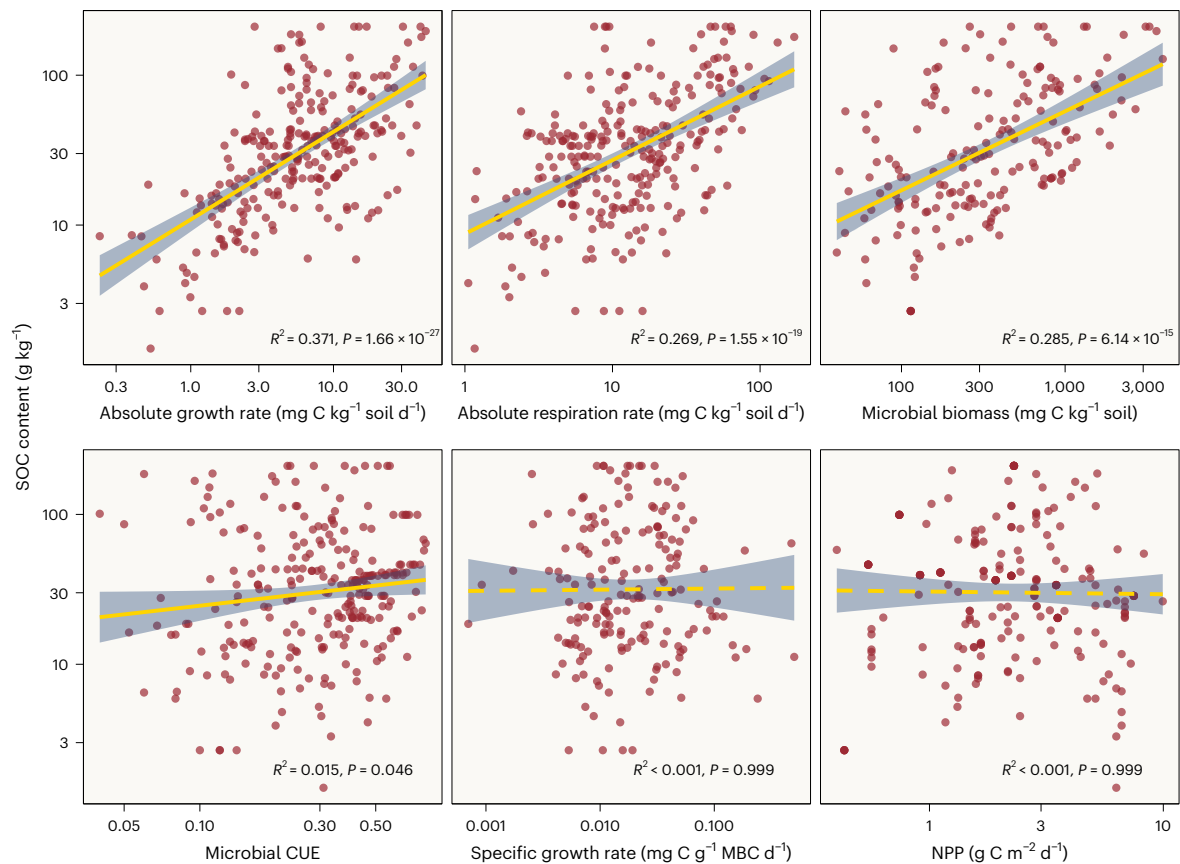 SOC content (g kg⁻¹)
100
30
10
3
R² = 0.371, P = 1.66 × 10⁻²⁷
0.3 1.0 3.0 10.0 30.0
Absolute growth rate (mg C kg⁻¹ soil d⁻¹)
R² = 0.269, P = 1.55 × 10⁻¹⁹
1 10 100
Absolute respiration rate (mg C kg⁻¹ soil d⁻¹)
R² = 0.285, P = 6.14 × 10⁻¹⁵
100 300 1,000 3,000
Microbial biomass (mg C kg⁻¹ soil)
100
30
10
3
R² = 0.015, P = 0.046
0.05 0.10 0.30 0.50
Microbial CUE
R² < 0.001, P = 0.999
0.001 0.010 0.100
Specific growth rate (mg C g⁻¹ MBC d⁻¹)
R² < 0.001, P = 0.999
1 3 10
NPP (g C m⁻² d⁻¹)